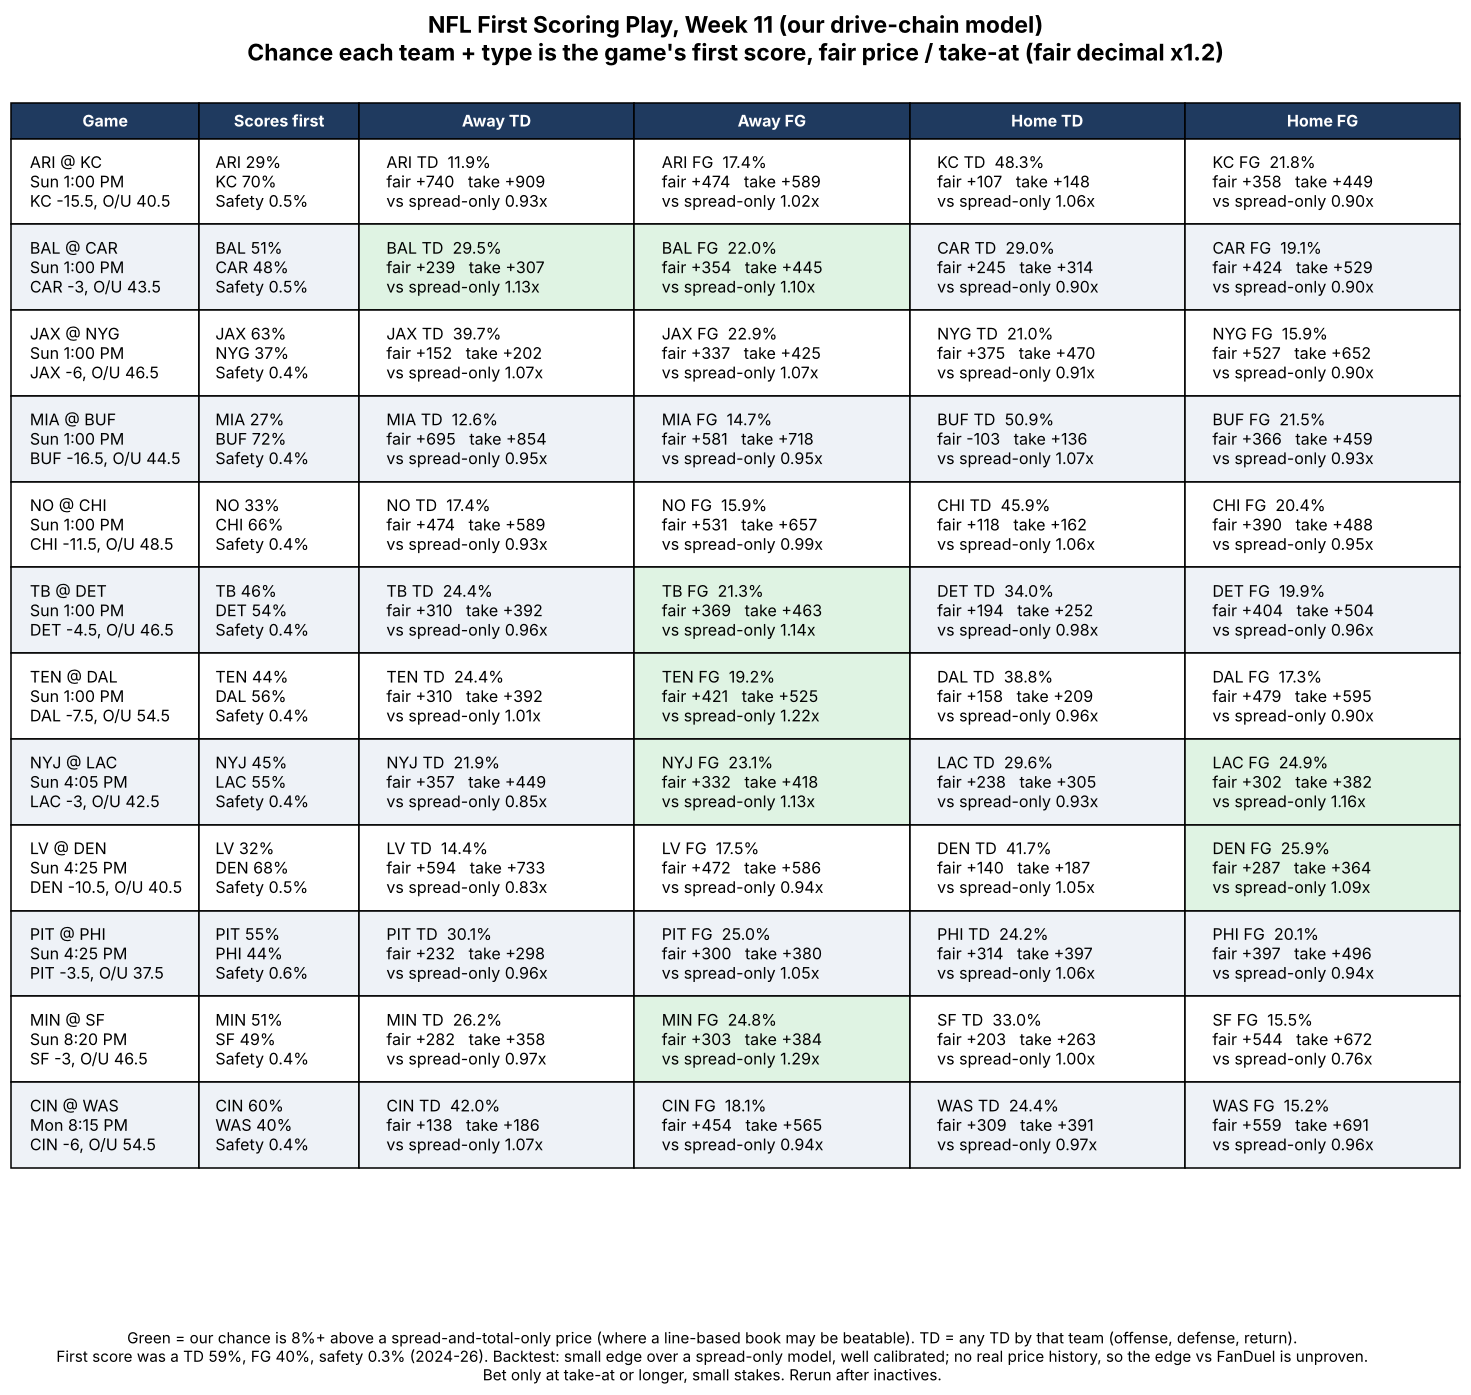 NFL First Scoring Play, Week 11 (our drive-chain model)
Chance each team + type is the game's first score, fair price / take-at (fair decimal x1.2)
Game Scores first Away TD Away FG Home TD Home FG
ARI @ KC ARI 29% ARI TD 11.9% ARI FG 17.4% KC TD 48.3% KC FG 21.8%
Sun 1:00 PM KC 70% fair +740 take +909 fair +474 take +589 fair +107 take +148 fair +358 take +449
KC -15.5, O/U 40.5 Safety 0.5% vs spread-only 0.93x vs spread-only 1.02x vs spread-only 1.06x vs spread-only 0.90x
BAL @ CAR BAL 51% BAL TD 29.5% BAL FG 22.0% CAR TD 29.0% CAR FG 19.1%
Sun 1:00 PM CAR 48% fair +239 take +307 fair +354 take +445 fair +245 take +314 fair +424 take +529
CAR -3, O/U 43.5 Safety 0.5% vs spread-only 1.13x vs spread-only 1.10x vs spread-only 0.90x vs spread-only 0.90x
JAX @ NYG JAX 63% JAX TD 39.7% JAX FG 22.9% NYG TD 21.0% NYG FG 15.9%
Sun 1:00 PM NYG 37% fair +152 take +202 fair +337 take +425 fair +375 take +470 fair +527 take +652
JAX -6, O/U 46.5 Safety 0.4% vs spread-only 1.07x vs spread-only 1.07x vs spread-only 0.91x vs spread-only 0.90x
MIA @ BUF MIA 27% MIA TD 12.6% MIA FG 14.7% BUF TD 50.9% BUF FG 21.5%
Sun 1:00 PM BUF 72% fair +695 take +854 fair +581 take +718 fair -103 take +136 fair +366 take +459
BUF -16.5, O/U 44.5 Safety 0.4% vs spread-only 0.95x vs spread-only 0.95x vs spread-only 1.07x vs spread-only 0.93x
NO @ CHI NO 33% NO TD 17.4% NO FG 15.9% CHI TD 45.9% CHI FG 20.4%
Sun 1:00 PM CHI 66% fair +474 take +589 fair +531 take +657 fair +118 take +162 fair +390 take +488
CHI -11.5, O/U 48.5 Safety 0.4% vs spread-only 0.93x vs spread-only 0.99x vs spread-only 1.06x vs spread-only 0.95x
TB @ DET TB 46% TB TD 24.4% TB FG 21.3% DET TD 34.0% DET FG 19.9%
Sun 1:00 PM DET 54% fair +310 take +392 fair +369 take +463 fair +194 take +252 fair +404 take +504
DET -4.5, O/U 46.5 Safety 0.4% vs spread-only 0.96x vs spread-only 1.14x vs spread-only 0.98x vs spread-only 0.96x
TEN @ DAL TEN 44% TEN TD 24.4% TEN FG 19.2% DAL TD 38.8% DAL FG 17.3%
Sun 1:00 PM DAL 56% fair +310 take +392 fair +421 take +525 fair +158 take +209 fair +479 take +595
DAL -7.5, O/U 54.5 Safety 0.4% vs spread-only 1.01x vs spread-only 1.22x vs spread-only 0.96x vs spread-only 0.90x
NYJ @ LAC NYJ 45% NYJ TD 21.9% NYJ FG 23.1% LAC TD 29.6% LAC FG 24.9%
Sun 4:05 PM LAC 55% fair +357 take +449 fair +332 take +418 fair +238 take +305 fair +302 take +382
LAC -3, O/U 42.5 Safety 0.4% vs spread-only 0.85x vs spread-only 1.13x vs spread-only 0.93x vs spread-only 1.16x
LV @ DEN LV 32% LV TD 14.4% LV FG 17.5% DEN TD 41.7% DEN FG 25.9%
Sun 4:25 PM DEN 68% fair +594 take +733 fair +472 take +586 fair +140 take +187 fair +287 take +364
DEN -10.5, O/U 40.5 Safety 0.5% vs spread-only 0.83x vs spread-only 0.94x vs spread-only 1.05x vs spread-only 1.09x
PIT @ PHI PIT 55% PIT TD 30.1% PIT FG 25.0% PHI TD 24.2% PHI FG 20.1%
Sun 4:25 PM PHI 44% fair +232 take +298 fair +300 take +380 fair +314 take +397 fair +397 take +496
PIT -3.5, O/U 37.5 Safety 0.6% vs spread-only 0.96x vs spread-only 1.05x vs spread-only 1.06x vs spread-only 0.94x
MIN @ SF MIN 51% MIN TD 26.2% MIN FG 24.8% SF TD 33.0% SF FG 15.5%
Sun 8:20 PM SF 49% fair +282 take +358 fair +303 take +384 fair +203 take +263 fair +544 take +672
SF -3, O/U 46.5 Safety 0.4% vs spread-only 0.97x vs spread-only 1.29x vs spread-only 1.00x vs spread-only 0.76x
CIN @ WAS CIN 60% CIN TD 42.0% CIN FG 18.1% WAS TD 24.4% WAS FG 15.2%
Mon 8:15 PM WAS 40% fair +138 take +186 fair +454 take +565 fair +309 take +391 fair +559 take +691
CIN -6, O/U 54.5 Safety 0.4% vs spread-only 1.07x vs spread-only 0.94x vs spread-only 0.97x vs spread-only 0.96x
Green = our chance is 8%+ above a spread-and-total-only price (where a line-based book may be beatable). TD = any TD by that team (offense, defense, return).
First score was a TD 59%, FG 40%, safety 0.3% (2024-26). Backtest: small edge over a spread-only model, well calibrated; no real price history, so the edge vs FanDuel is unproven.
Bet only at take-at or longer, small stakes. Rerun after inactives.